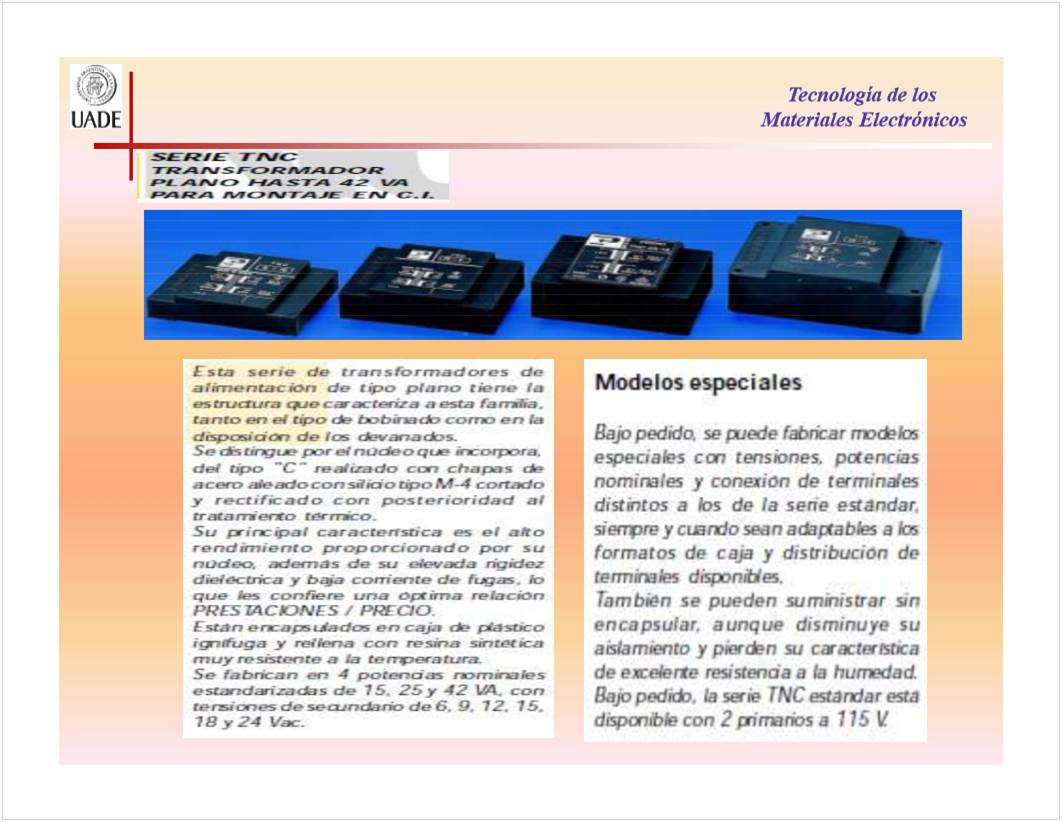 UADE
Tecnología de los
Materiales Electrónicos
SERIE TNC
TRANSFORMADOR
PLANO HASTA 42 VA
PARA MONTAJE EN C.I.
Esta serie de transformadores de
alimentación de tipo plano tiene la
estructura que caracteriza a esta familia,
tanto en el tipo de bobinado como en la
disposición de los devanados.
Se distingue por el núcleo que incorpora,
del tipo "C" realizado con chapas de
acero aleado con silicio tipo M-4 cortado
y rectificado con posterioridad al
tratamiento térmico.
Su principal característica es el alto
rendimiento proporcionado por su
núcleo, además de su elevada rigidez
dieléctrica y baja corriente de fugas, lo
que les confiere una óptima relación
PRESTACIONES / PRECIO.
Están encapsulados en caja de plástico
ignífuga y rellena con resina sintética
muy resistente a la temperatura.
Se fabrican en 4 potencias nominales
estandarizadas de 15, 25 y 42 VA, con
tensiones de secundario de 6, 9, 12, 15,
18 y 24 Vac.
Modelos especiales
Bajo pedido, se puede fabricar modelos
especiales con tensiones, potencias
nominales y conexión de terminales
distintos a los de la serie estándar,
siempre y cuando sean adaptables a los
formatos de caja y distribución de
terminales disponibles.
También se pueden suministrar sin
encapsular, aunque disminuye su
aislamiento y pierden su característica
de excelente resistencia a la humedad.
Bajo pedido, la serie TNC estándar está
disponible con 2 primarios a 115 V.